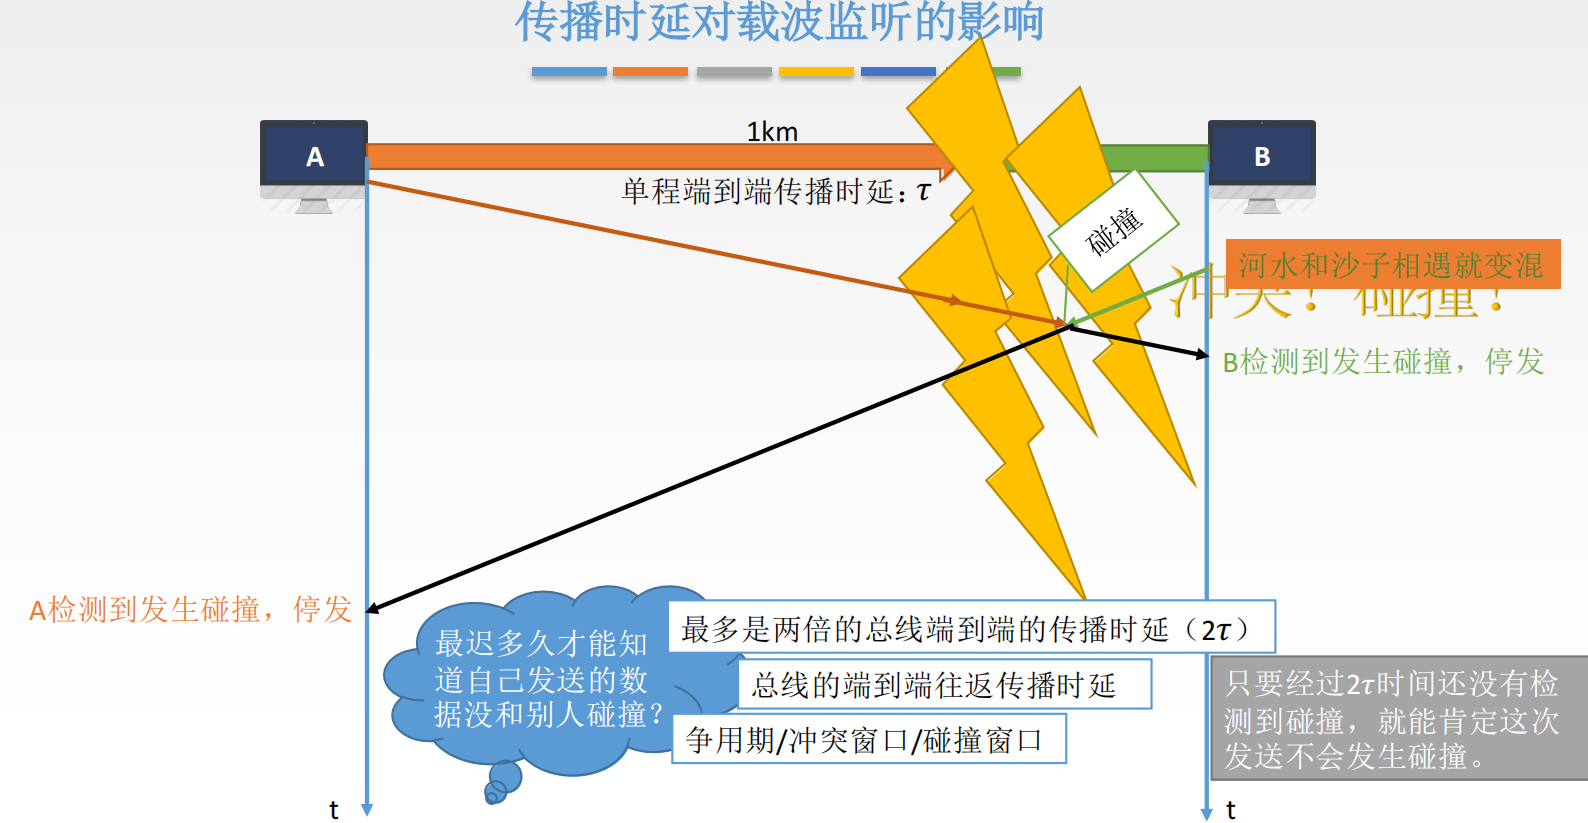 传播时延对载波监听的影响
1km
A
B
单程端到端传播时延：τ
碰撞
河水和沙子相遇就变混
冲突！碰撞！
B检测到发生碰撞，停发
A检测到发生碰撞，停发
最迟多久才能知
道自己发送的数
据没和别人碰撞？
最多是两倍的总线端到端的传播时延（2τ）
总线的端到端往返传播时延
争用期/冲突窗口/碰撞窗口
只要经过2τ时间还没有检
测到碰撞，就能肯定这次
发送不会发生碰撞。
t
t